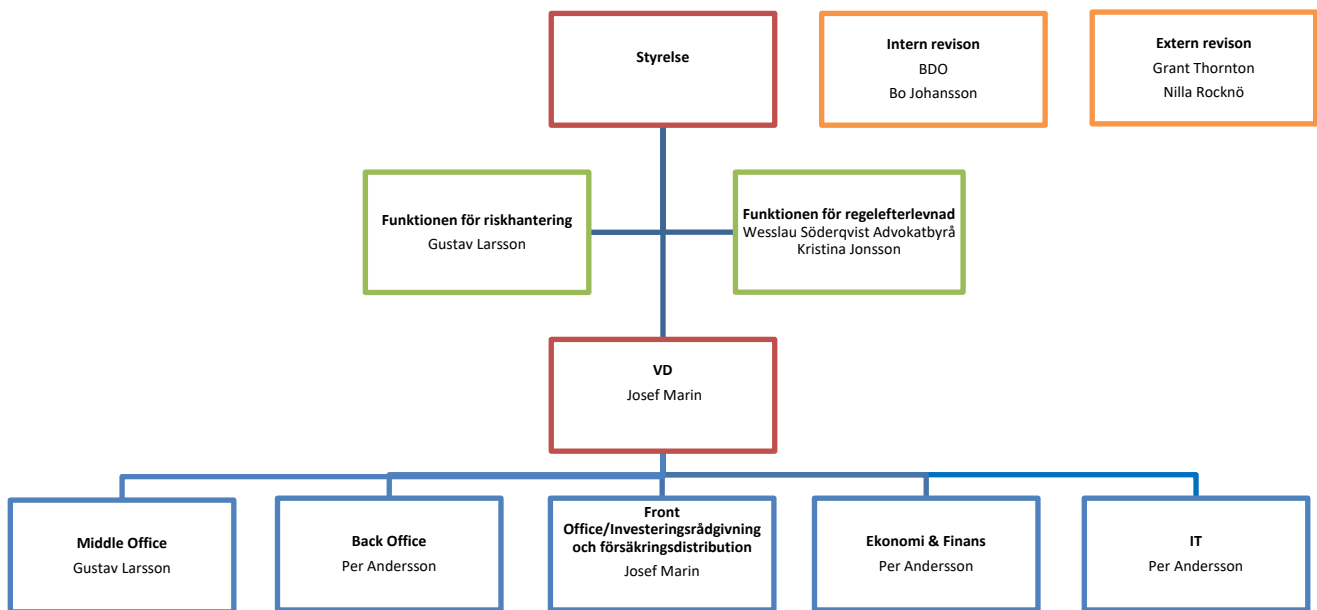 Styrelse
Intern revison
BDO
Bo Johansson
Extern revison
Grant Thornton
Nilla Rocknö
Funktionen för riskhantering
Gustav Larsson
Funktionen för regelefterlevnad
Wesslau Söderqvist Advokatbyrå
Kristina Jonsson
VD
Josef Marin
Middle Office
Gustav Larsson
Back Office
Per Andersson
Front
Office/Investeringsrådgivning
och försäkringsdistribution
Josef Marin
Ekonomi & Finans
Per Andersson
IT
Per Andersson